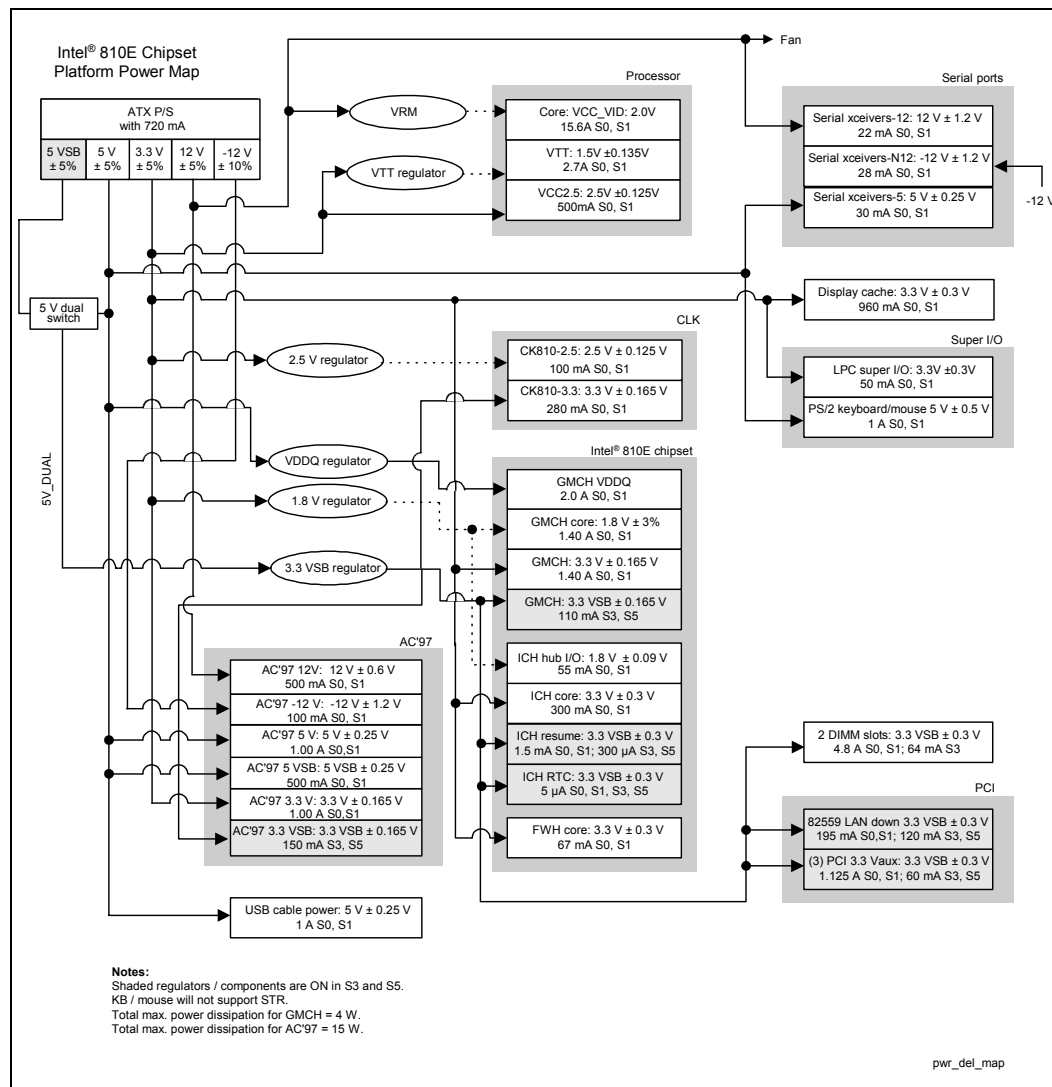 Intel® 810E Chipset
Platform Power Map
ATX P/S
with 720 mA
5 VSB
± 5%
5 V
± 5%
3.3 V
± 5%
12 V
± 5%
-12 V
± 10%
Fan
Processor
VRM
Core: VCC_VID: 2.0V
15.6A S0, S1
VTT regulator
VTT: 1.5V ±0.135V
2.7A S0, S1
VCC2.5: 2.5V ±0.125V
500mA S0, S1
Serial ports
Serial xceivers-12: 12 V ± 1.2 V
22 mA S0, S1
Serial xceivers-N12: -12 V ± 1.2 V
28 mA S0, S1
Serial xceivers-5: 5 V ± 0.25 V
30 mA S0, S1
-12 V
5 V dual
switch
Display cache: 3.3 V ± 0.3 V
960 mA S0, S1
CLK
2.5 V regulator
CK810-2.5: 2.5 V ± 0.125 V
100 mA S0, S1
CK810-3.3: 3.3 V ± 0.165 V
280 mA S0, S1
Super I/O
LPC super I/O: 3.3V ±0.3V
50 mA S0, S1
PS/2 keyboard/mouse 5 V ± 0.5 V
1 A S0, S1
5V_DUAL
Intel® 810E chipset
VDDQ regulator
GMCH VDDQ
2.0 A S0, S1
1.8 V regulator
GMCH core: 1.8 V ± 3%
1.40 A S0, S1
GMCH: 3.3 V ± 0.165 V
1.40 A S0, S1
3.3 VSB regulator
GMCH: 3.3 VSB ± 0.165 V
110 mA S3, S5
ICH hub I/O: 1.8 V ± 0.09 V
55 mA S0, S1
ICH core: 3.3 V ± 0.3 V
300 mA S0, S1
ICH resume: 3.3 VSB ± 0.3 V
1.5 mA S0, S1; 300 µA S3, S5
ICH RTC: 3.3 VSB ± 0.3 V
5 µA S0, S1, S3, S5
FWH core: 3.3 V ± 0.3 V
67 mA S0, S1
AC'97
AC'97 12V: 12 V ± 0.6 V
500 mA S0, S1
AC'97 -12 V: -12 V ± 1.2 V
100 mA S0, S1
AC'97 5 V: 5 V ± 0.25 V
1.00 A S0,S1
AC'97 5 VSB: 5 VSB ± 0.25 V
500 mA S0, S1
AC'97 3.3 V: 3.3 V ± 0.165 V
1.00 A S0,S1
AC'97 3.3 VSB: 3.3 VSB ± 0.165 V
150 mA S3, S5
2 DIMM slots: 3.3 VSB ± 0.3 V
4.8 A S0, S1; 64 mA S3
PCI
82559 LAN down 3.3 VSB ± 0.3 V
195 mA S0,S1; 120 mA S3, S5
(3) PCI 3.3 Vaux: 3.3 VSB ± 0.3 V
1.125 A S0, S1; 60 mA S3, S5
USB cable power: 5 V ± 0.25 V
1 A S0, S1
Notes:
Shaded regulators / components are ON in S3 and S5.
KB / mouse will not support STR.
Total max. power dissipation for GMCH = 4 W.
Total max. power dissipation for AC'97 = 15 W.
pwr_del_map